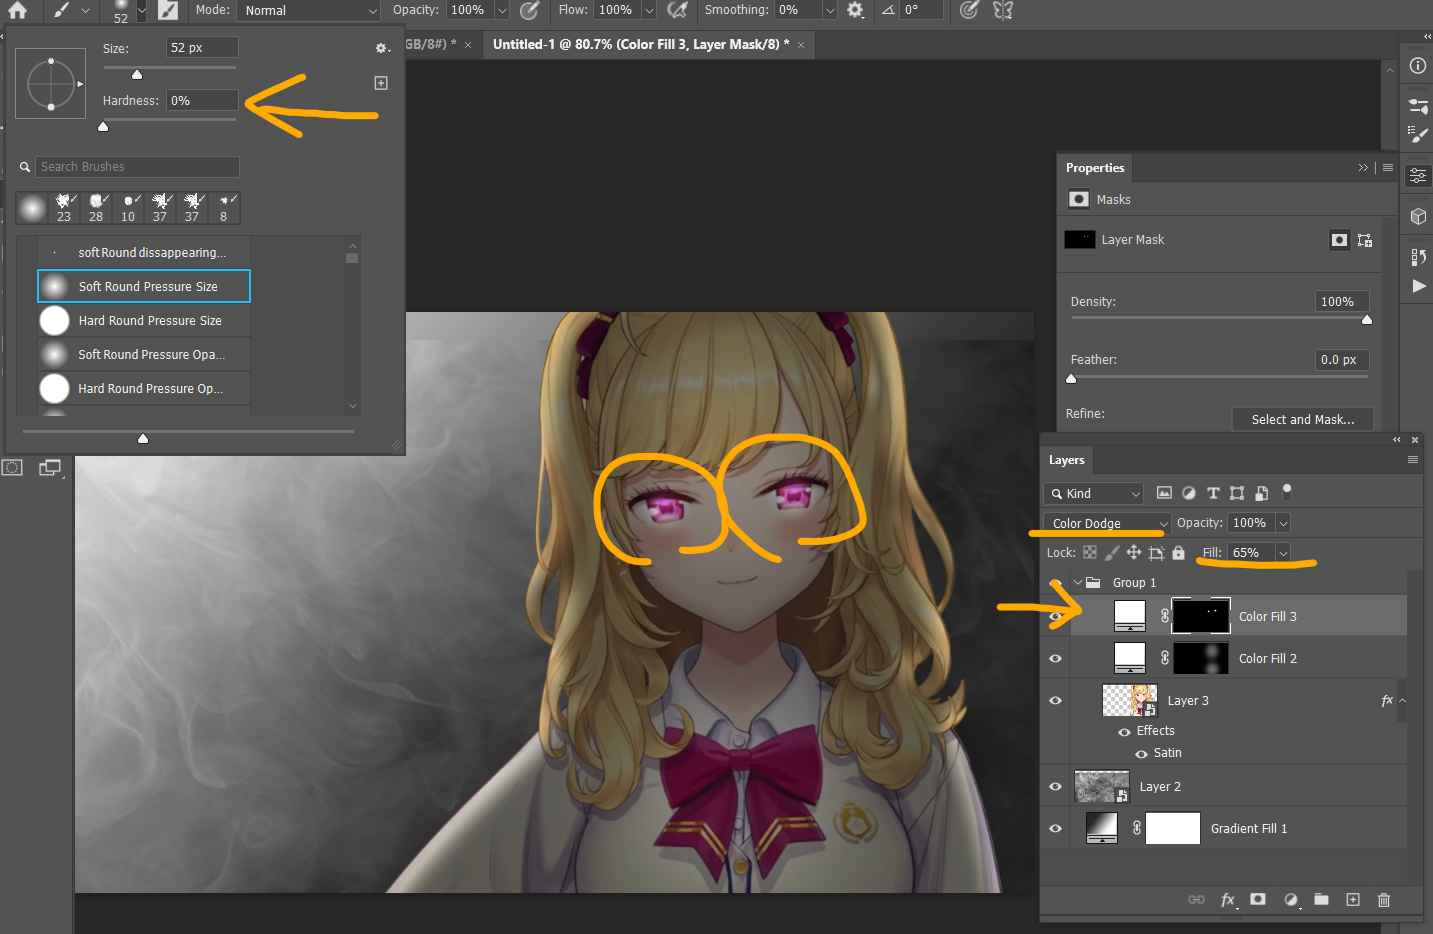 52
Mode: Normal
Opacity: 100%
Flow: 100%
Smoothing: 0%
0°
GB/8#) * ×
Untitled-1 @ 80.7% (Color Fill 3, Layer Mask/8) * ×
Size: 52 px
Hardness: 0%
Search Brushes
23 28 10 37 37 8
soft Round dissappearing...
Soft Round Pressure Size
Hard Round Pressure Size
Soft Round Pressure Opa...
Hard Round Pressure Op...
Properties
Masks
Layer Mask
Density: 100%
Feather: 0.0 px
Refine: Select and Mask...
Layers
Kind
Color Dodge Opacity: 100%
Lock: Fill: 65%
Group 1
Color Fill 3
Color Fill 2
Layer 3 fx
Effects
Satin
Layer 2
Gradient Fill 1
fx